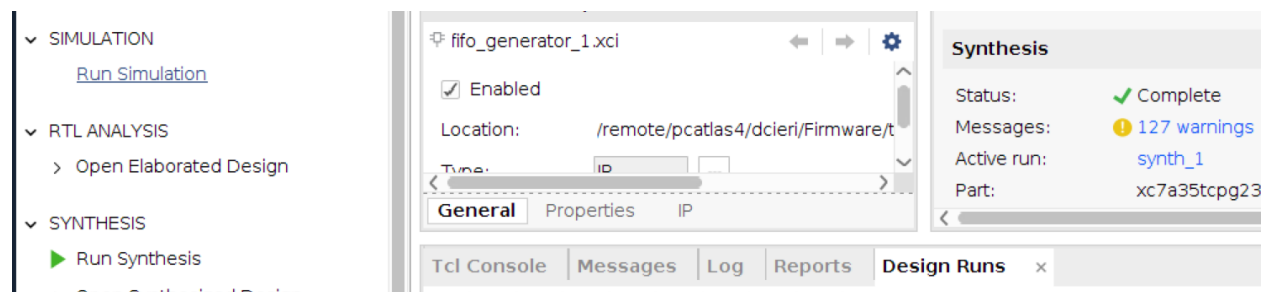 SIMULATION
Run Simulation
RTL ANALYSIS
Open Elaborated Design
SYNTHESIS
Run Synthesis
fifo_generator_1.xci
Enabled
Location: /remote/pcatlas4/dcieri/Firmware/t
Type: IP ...
General Properties IP
Synthesis
Status: Complete
Messages: 127 warnings
Active run: synth_1
Part: xc7a35tcpg23
Tcl Console Messages Log Reports Design Runs ×